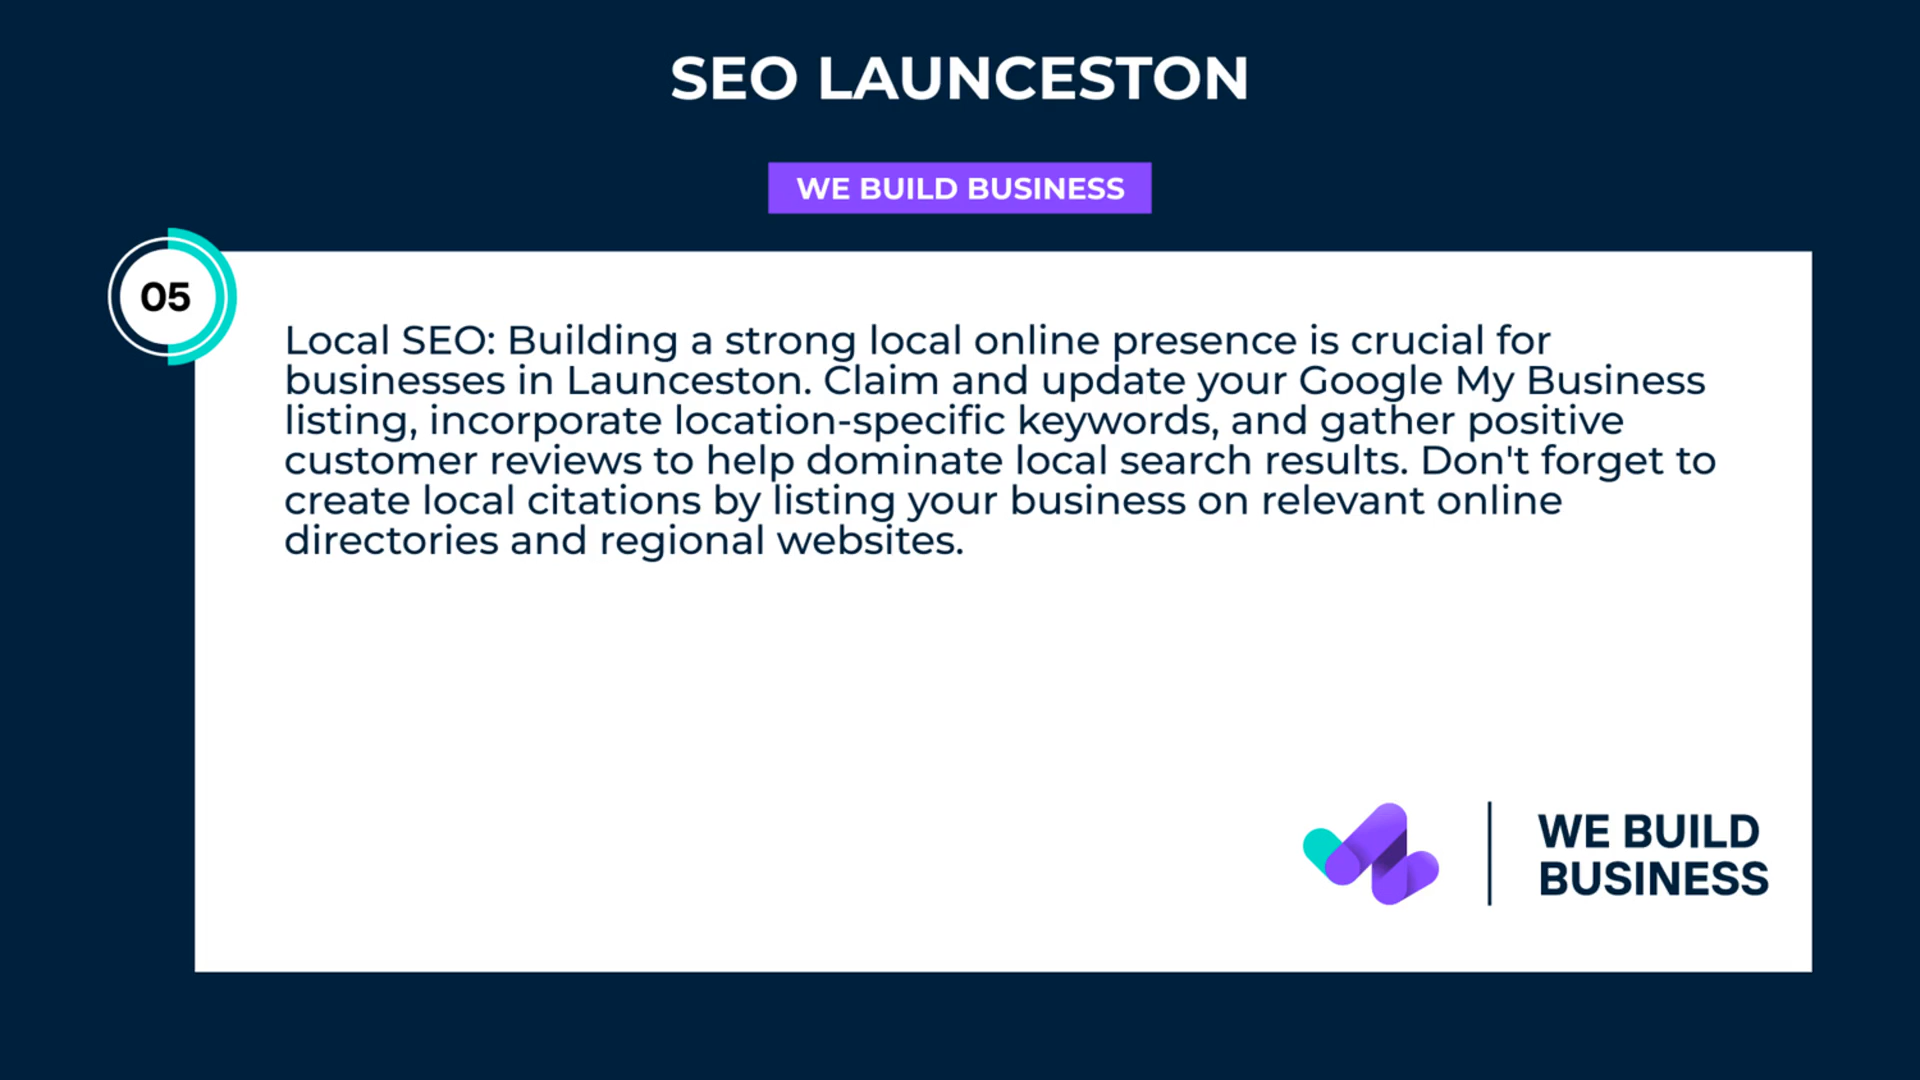 SEO LAUNCESTON
WE BUILD BUSINESS
05
Local SEO: Building a strong local online presence is crucial for
businesses in Launceston. Claim and update your Google My Business
listing, incorporate location-specific keywords, and gather positive
customer reviews to help dominate local search results. Don't forget to
create local citations by listing your business on relevant online
directories and regional websites.
WE BUILD
BUSINESS